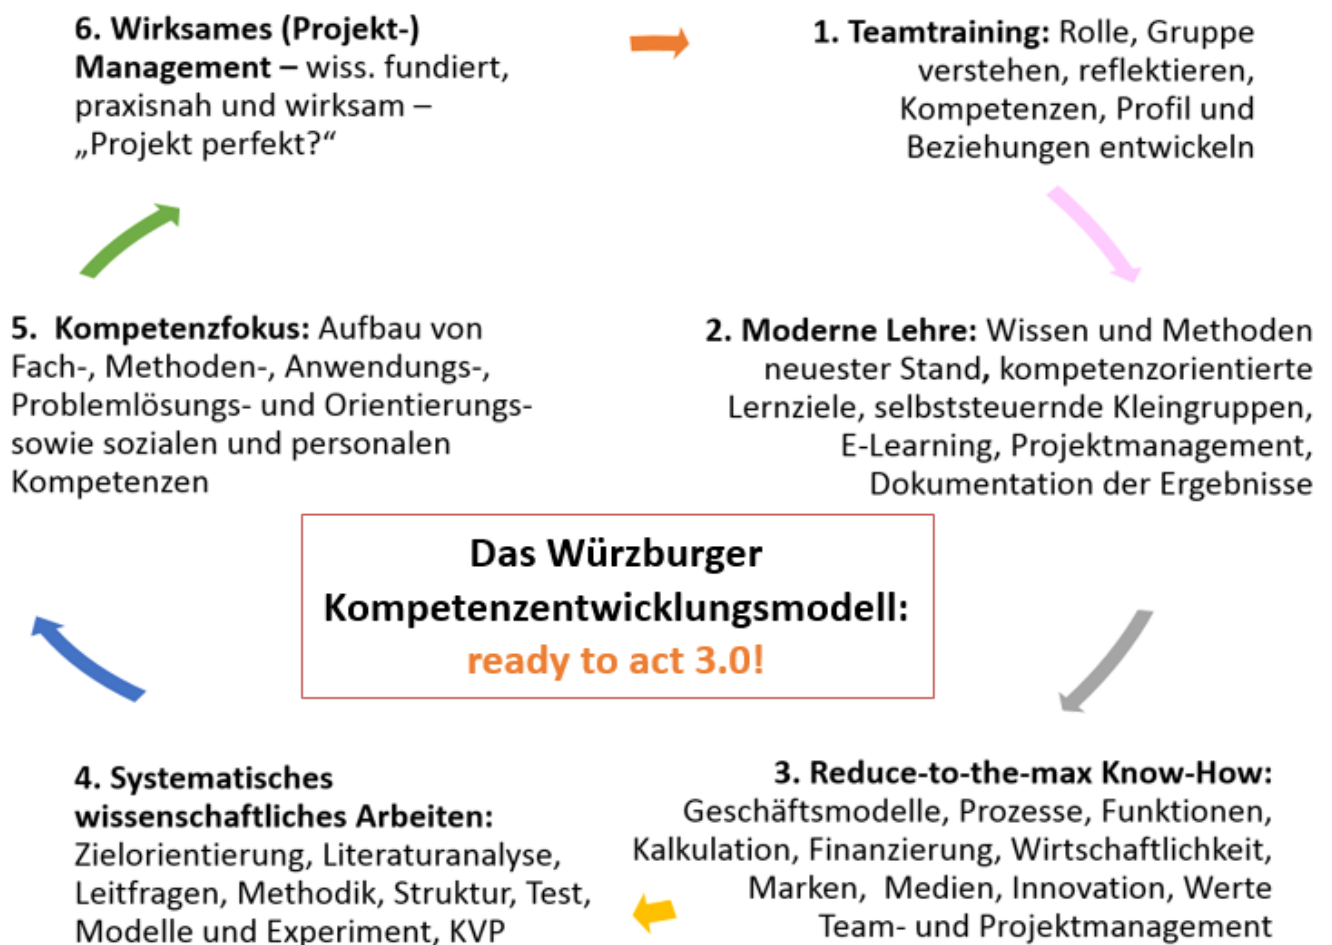 6. Wirksames (Projekt-)
Management – wiss. fundiert,
praxisnah und wirksam –
„Projekt perfekt?“
1. Teamtraining: Rolle, Gruppe
verstehen, reflektieren,
Kompetenzen, Profil und
Beziehungen entwickeln
5.  Kompetenzfokus: Aufbau von
Fach-, Methoden-, Anwendungs-,
Problemlösungs- und Orientierungs-
sowie sozialen und personalen
Kompetenzen
2. Moderne Lehre: Wissen und Methoden
neuester Stand, kompetenzorientierte
Lernziele, selbststeuernde Kleingruppen,
E-Learning, Projektmanagement,
Dokumentation der Ergebnisse
Das Würzburger
Kompetenzentwicklungsmodell:
ready to act 3.0!
4. Systematisches
wissenschaftliches Arbeiten:
Zielorientierung, Literaturanalyse,
Leitfragen, Methodik, Struktur, Test,
Modelle und Experiment, KVP
3. Reduce-to-the-max Know-How:
Geschäftsmodelle, Prozesse, Funktionen,
Kalkulation, Finanzierung, Wirtschaftlichkeit,
Marken,  Medien, Innovation, Werte
Team- und Projektmanagement